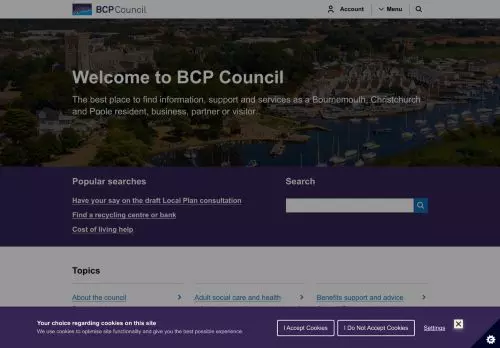 BCP Council
Account
Menu
Welcome to BCP Council
The best place to find information, support and services as a Bournemouth, Christchurch
and Poole resident, business, partner or visitor.
Popular searches
Search
Have your say on the draft Local Plan consultation
Find a recycling centre or bank
Cost of living help
Topics
About the council
Adult social care and health
Benefits support and advice
Your choice regarding cookies on this site
We use cookies to optimise site functionality and give you the best possible experience.
I Accept Cookies
I Do Not Accept Cookies
Settings